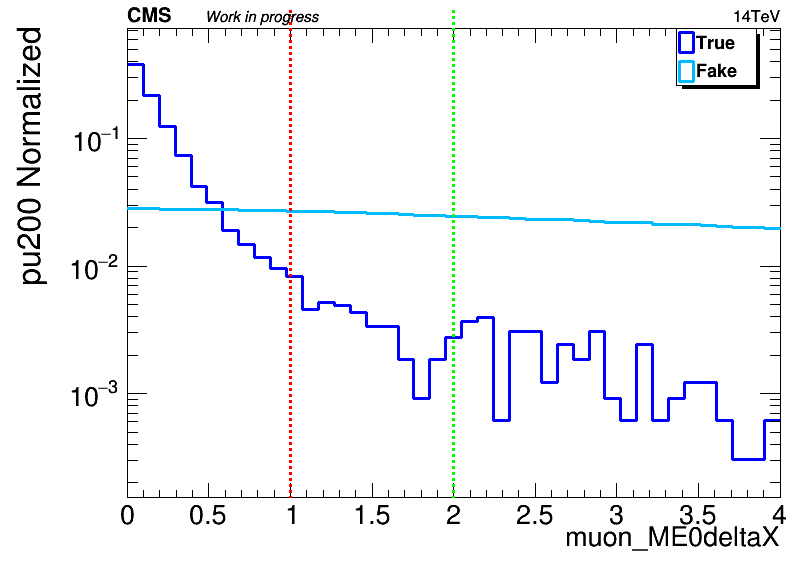 CMS Work in progress 14TeV
True
Fake
pu200 Normalized
10−1
10−2
10−3
0 0.5 1 1.5 2 2.5 3 3.5 4
muon_ME0deltaX